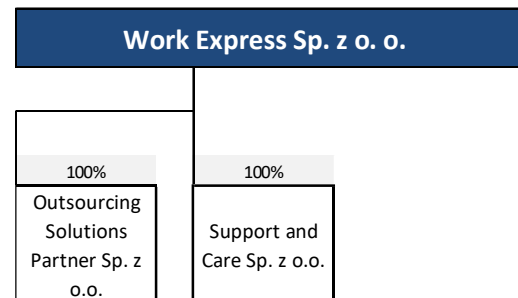 Work Express Sp. z o. o.
100%
100%
Outsourcing
Solutions
Partner Sp. z
o.o.
Support and
Care Sp. z o.o.